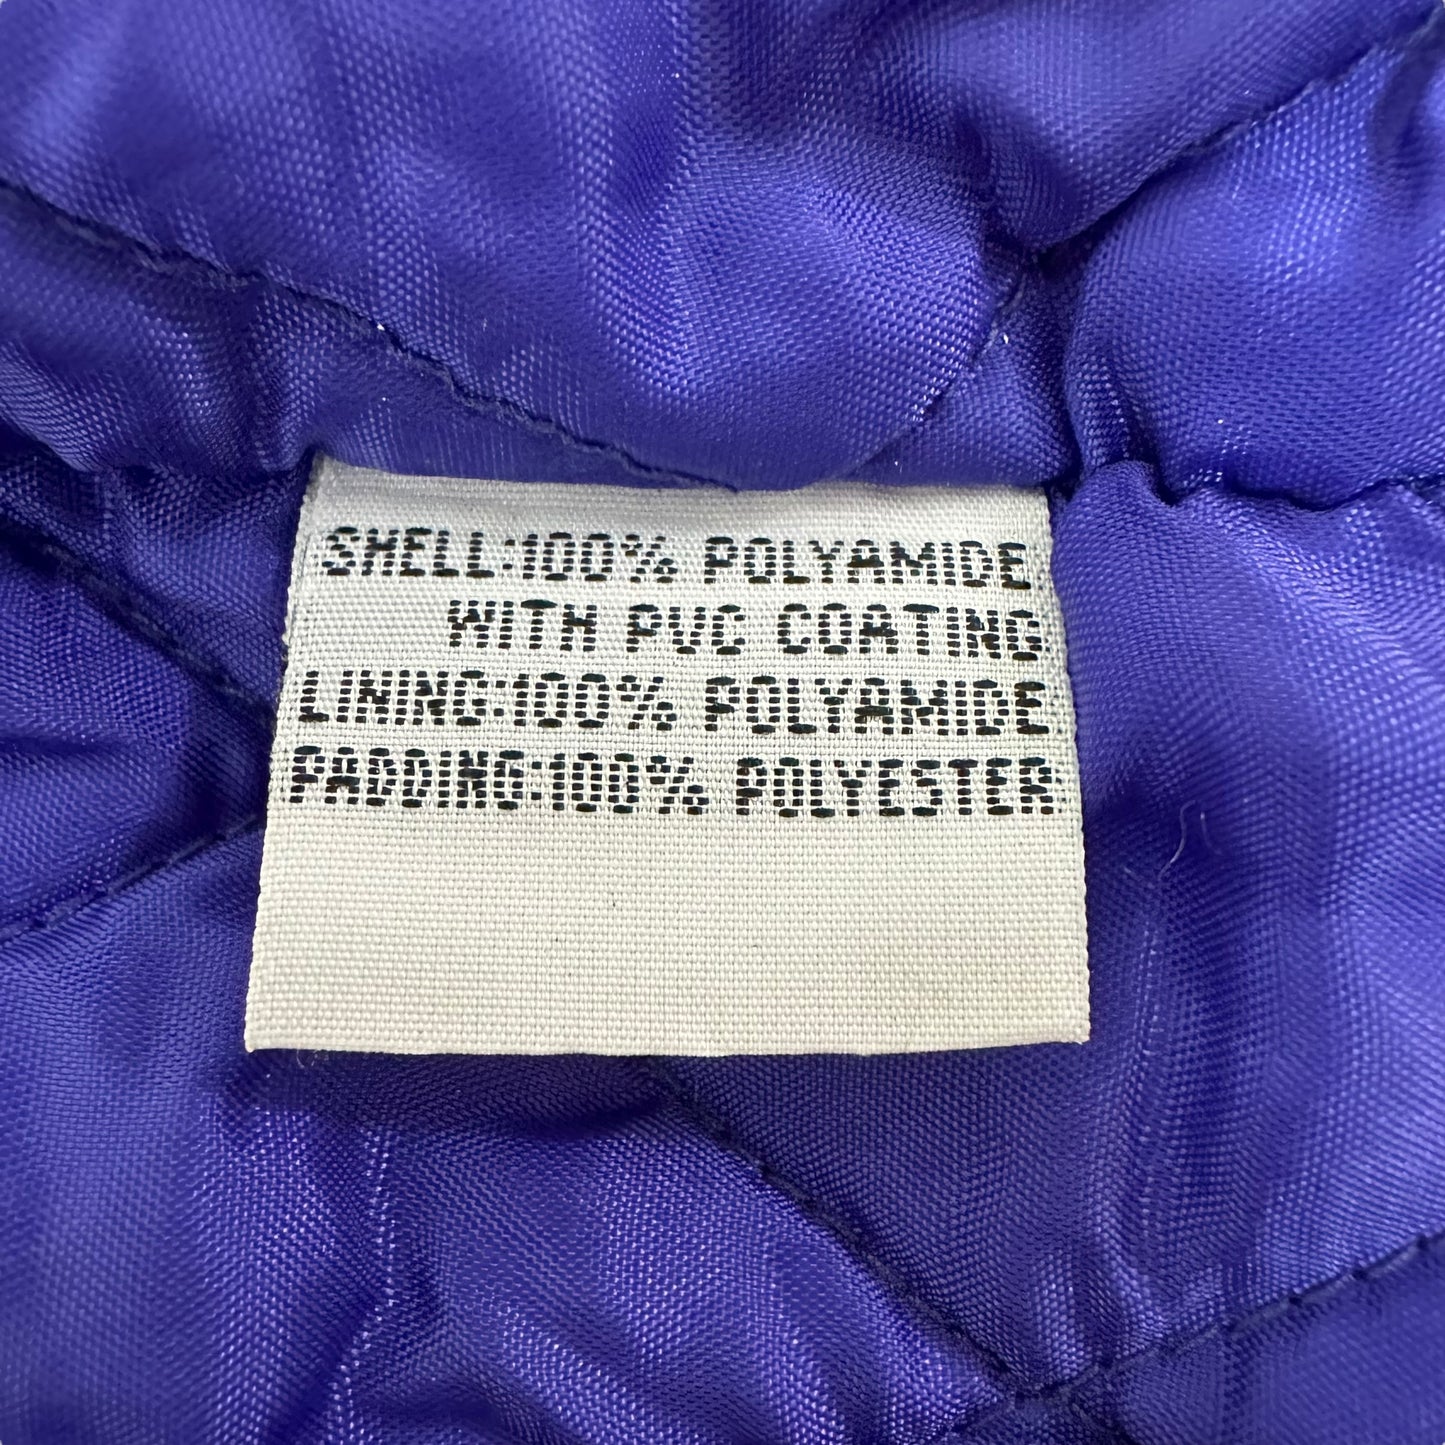 SHELL:100% POLYAMIDE
WITH PVC COATING
LINING:100% POLYAMIDE
PADDING:100% POLYESTER